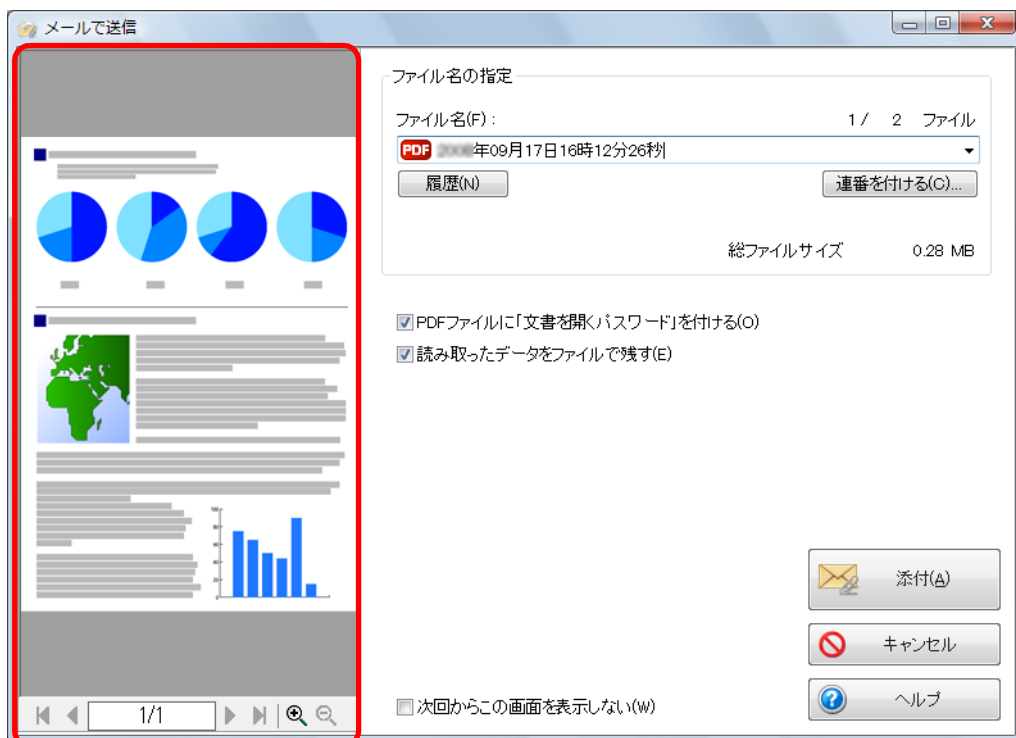 メールで送信
ファイル名の指定
ファイル名(F) :
1 / 2 ファイル
PDF 年09月17日16時12分26秒
履歴(N)
連番を付ける(C)...
総ファイルサイズ 0.28 MB
PDFファイルに「文書を開くパスワード」を付ける(O)
読み取ったデータをファイルで残す(E)
添付(A)
キャンセル
次回からこの画面を表示しない(W)
ヘルプ
1/1